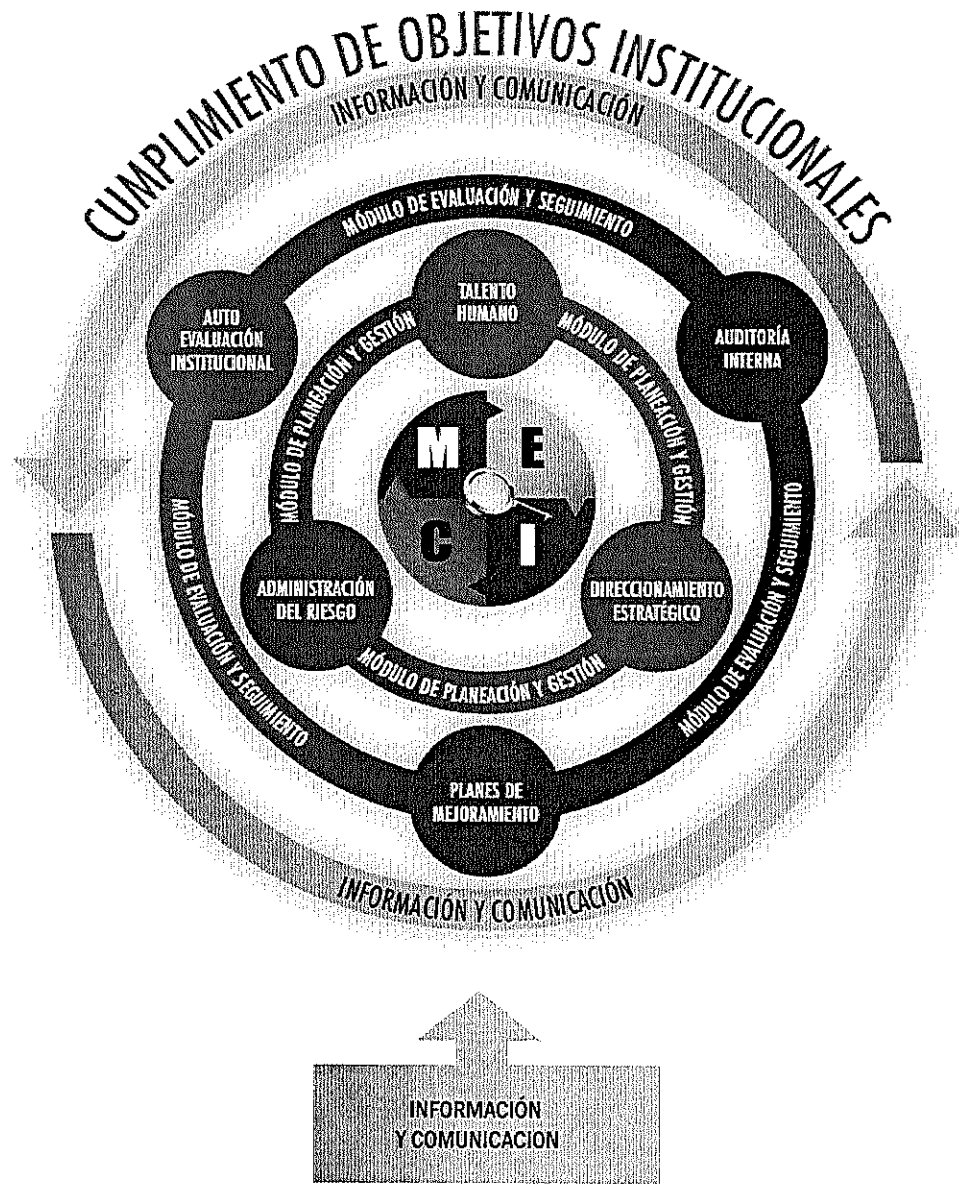 CUMPLIMIENTO DE OBJETIVOS INSTITUCIONALES
INFORMACIÓN Y COMUNICACIÓN
MÓDULO DE EVALUACIÓN Y SEGUIMIENTO
TALENTO
HUMANO
AUTO
EVALUACIÓN
INSTITUCIONAL
AUDITORÍA
INTERNA
MÓDULO DE PLANEACIÓN Y GESTIÓN
MÓDULO DE PLANEACIÓN Y GESTIÓN
M E
C I
MÓDULO DE EVALUACIÓN Y SEGUIMIENTO
MÓDULO DE EVALUACIÓN Y SEGUIMIENTO
ADMINISTRACIÓN
DEL RIESGO
DIRECCIONAMIENTO
ESTRATÉGICO
MÓDULO DE PLANEACIÓN Y GESTIÓN
PLANES DE
MEJORAMIENTO
INFORMACIÓN Y COMUNICACIÓN
INFORMACIÓN
Y COMUNICACION